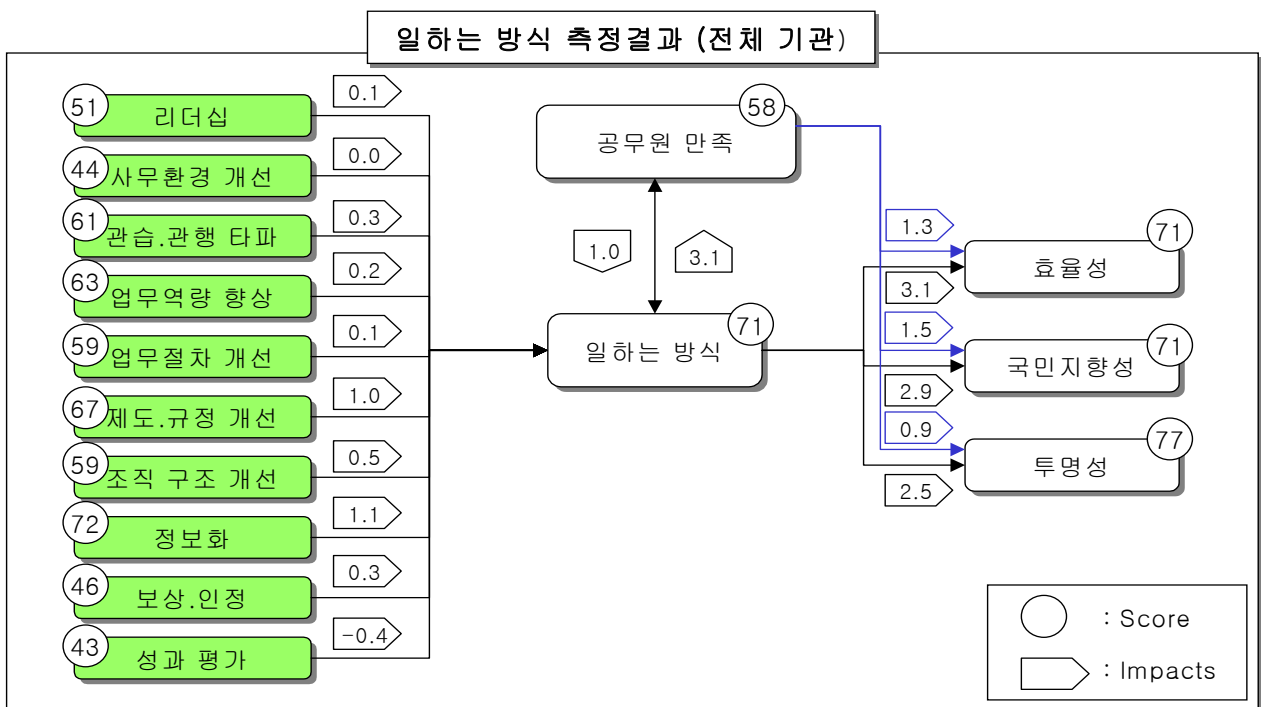 일하는 방식 측정결과 (전체 기관)
51
리더십
0.1
44
사무환경 개선
0.0
61
관습.관행 타파
0.3
63
업무역량 향상
0.2
59
업무절차 개선
0.1
67
제도.규정 개선
1.0
59
조직 구조 개선
0.5
72
정보화
1.1
46
보상.인정
0.3
43
성과 평가
-0.4
58
공무원 만족
1.0
3.1
71
일하는 방식
1.3
71
효율성
3.1
1.5
71
국민지향성
2.9
0.9
77
투명성
2.5
: Score
: Impacts